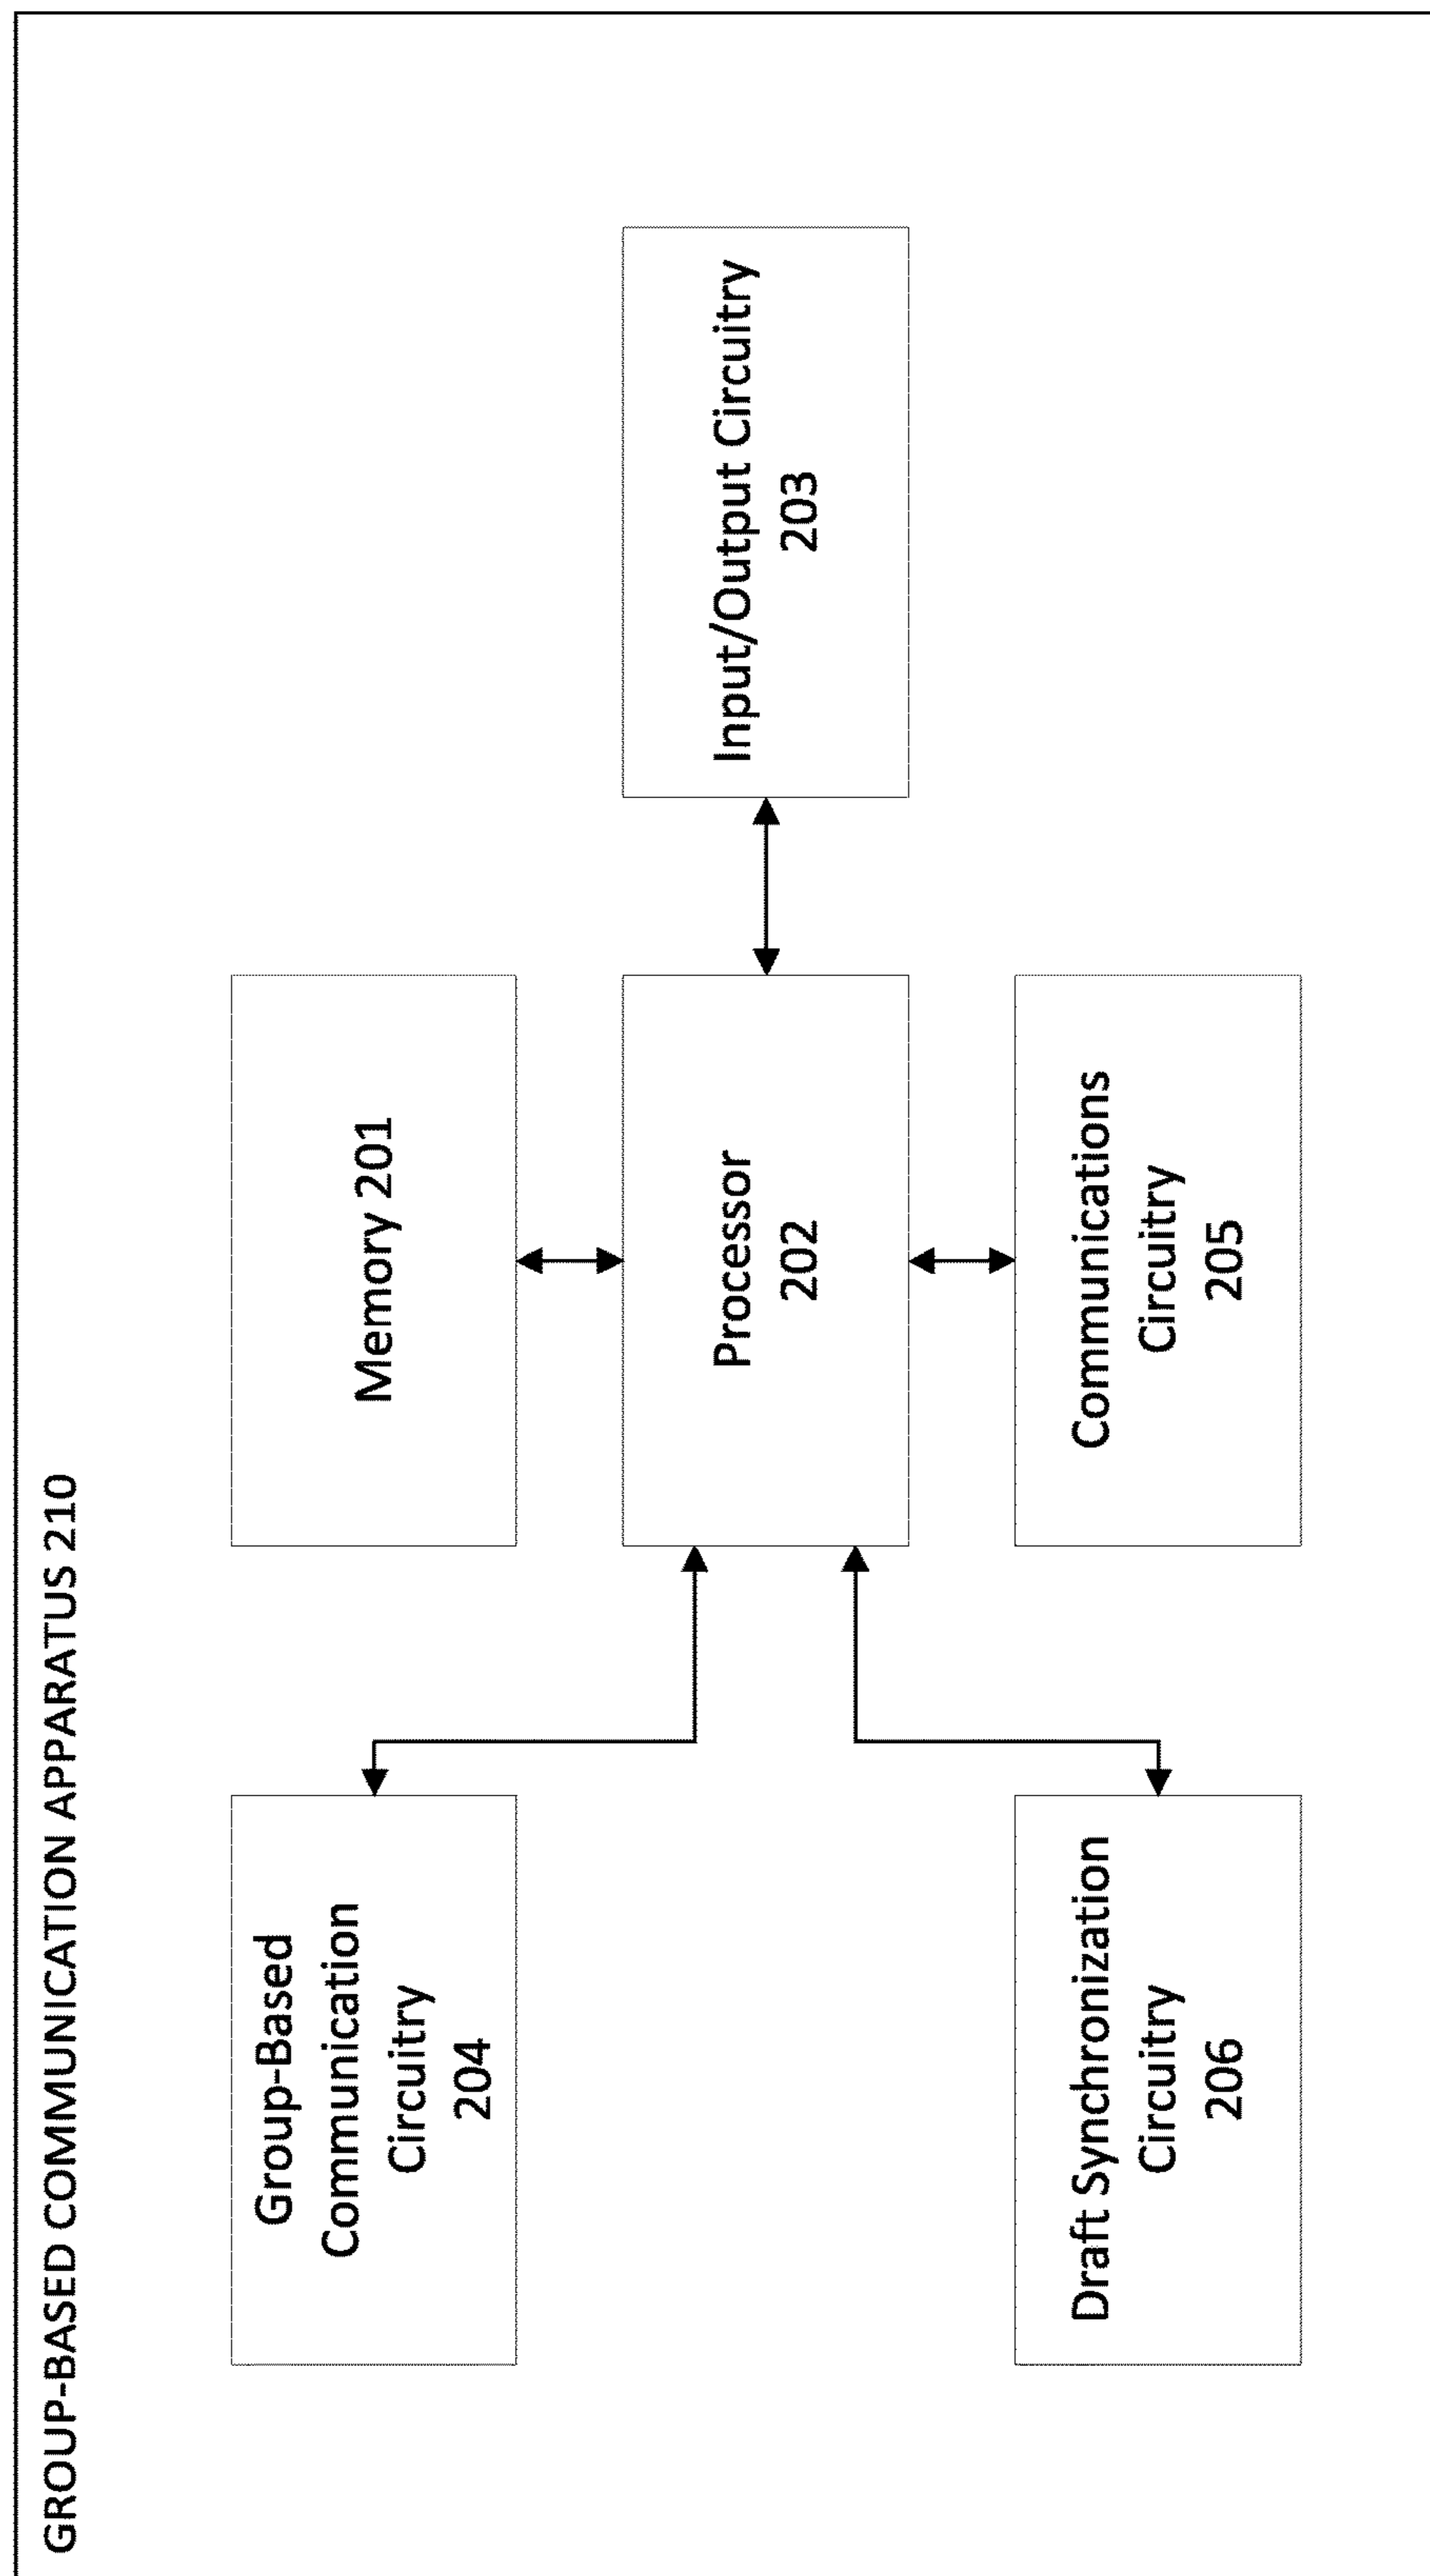 GROUP-BASED COMMUNICATION APPARATUS 210
Group-Based
Communication
Circuitry
204
Memory 201
Processor
202
Input/Output Circuitry
203
Draft Synchronization
Circuitry
206
Communications
Circuitry
205